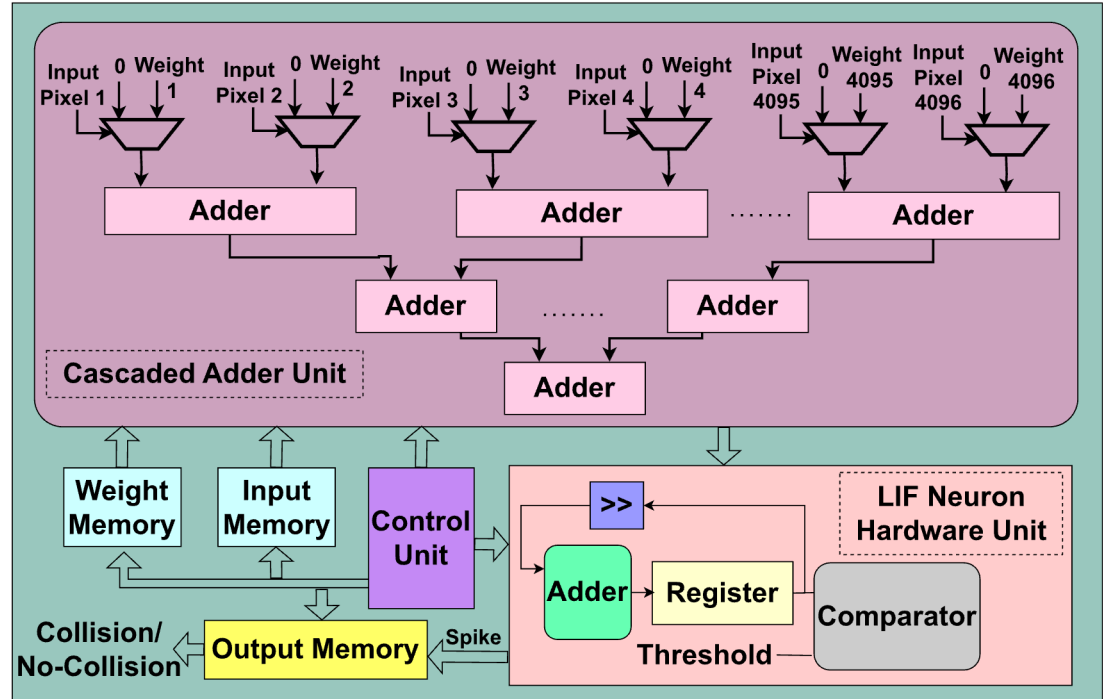 Input
Pixel 1
0
Weight
1
Input
Pixel 2
0
Weight
2
Input
Pixel 3
0
Weight
3
Input
Pixel 4
0
Weight
4
Input
Pixel
4095
0
Weight
4095
Input
Pixel
4096
0
Weight
4096
Adder
Adder
........
Adder
Adder
........
Adder
Adder
Cascaded Adder Unit
Weight
Memory
Input
Memory
Control
Unit
>>
LIF Neuron
Hardware Unit
Adder
Register
Comparator
Threshold
Spike
Output Memory
Collision/
No-Collision